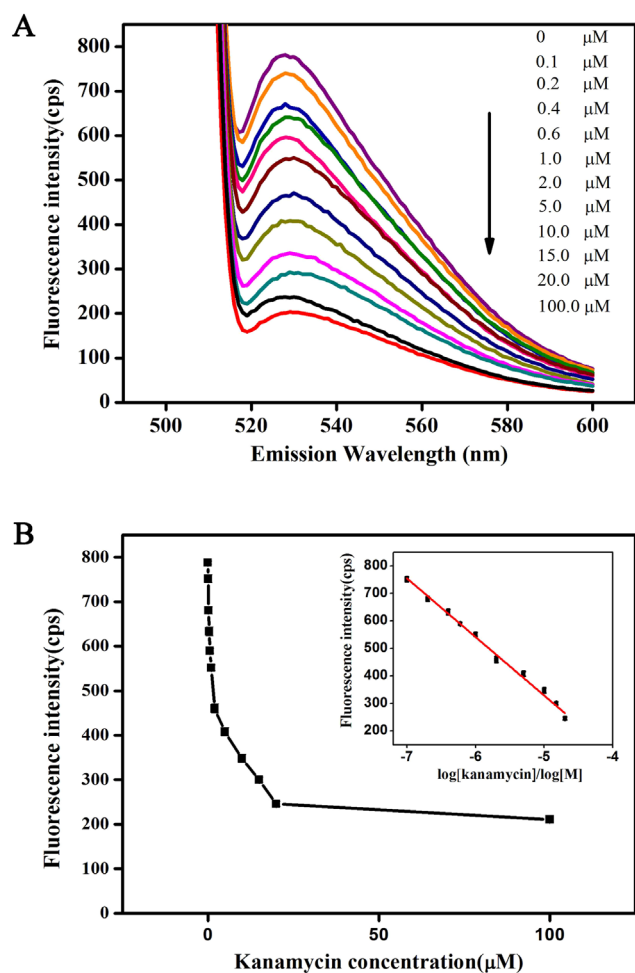 A
800
700
600
500
400
300
200
100
0
Fluoresccence intensity(cps)
0 μM
0.1 μM
0.2 μM
0.4 μM
0.6 μM
1.0 μM
2.0 μM
5.0 μM
10.0 μM
15.0 μM
20.0 μM
100.0 μM
500 520 540 560 580 600
Emission Wavelength (nm)
B
800
700
600
500
400
300
200
100
0
Fluorescence intensity(cps)
800
700
600
500
400
300
200
Fluorescence intensity(cps)
-7 -6 -5 -4
log[kanamycin]/log[M]
0 50 100
Kanamycin concentration(μM)